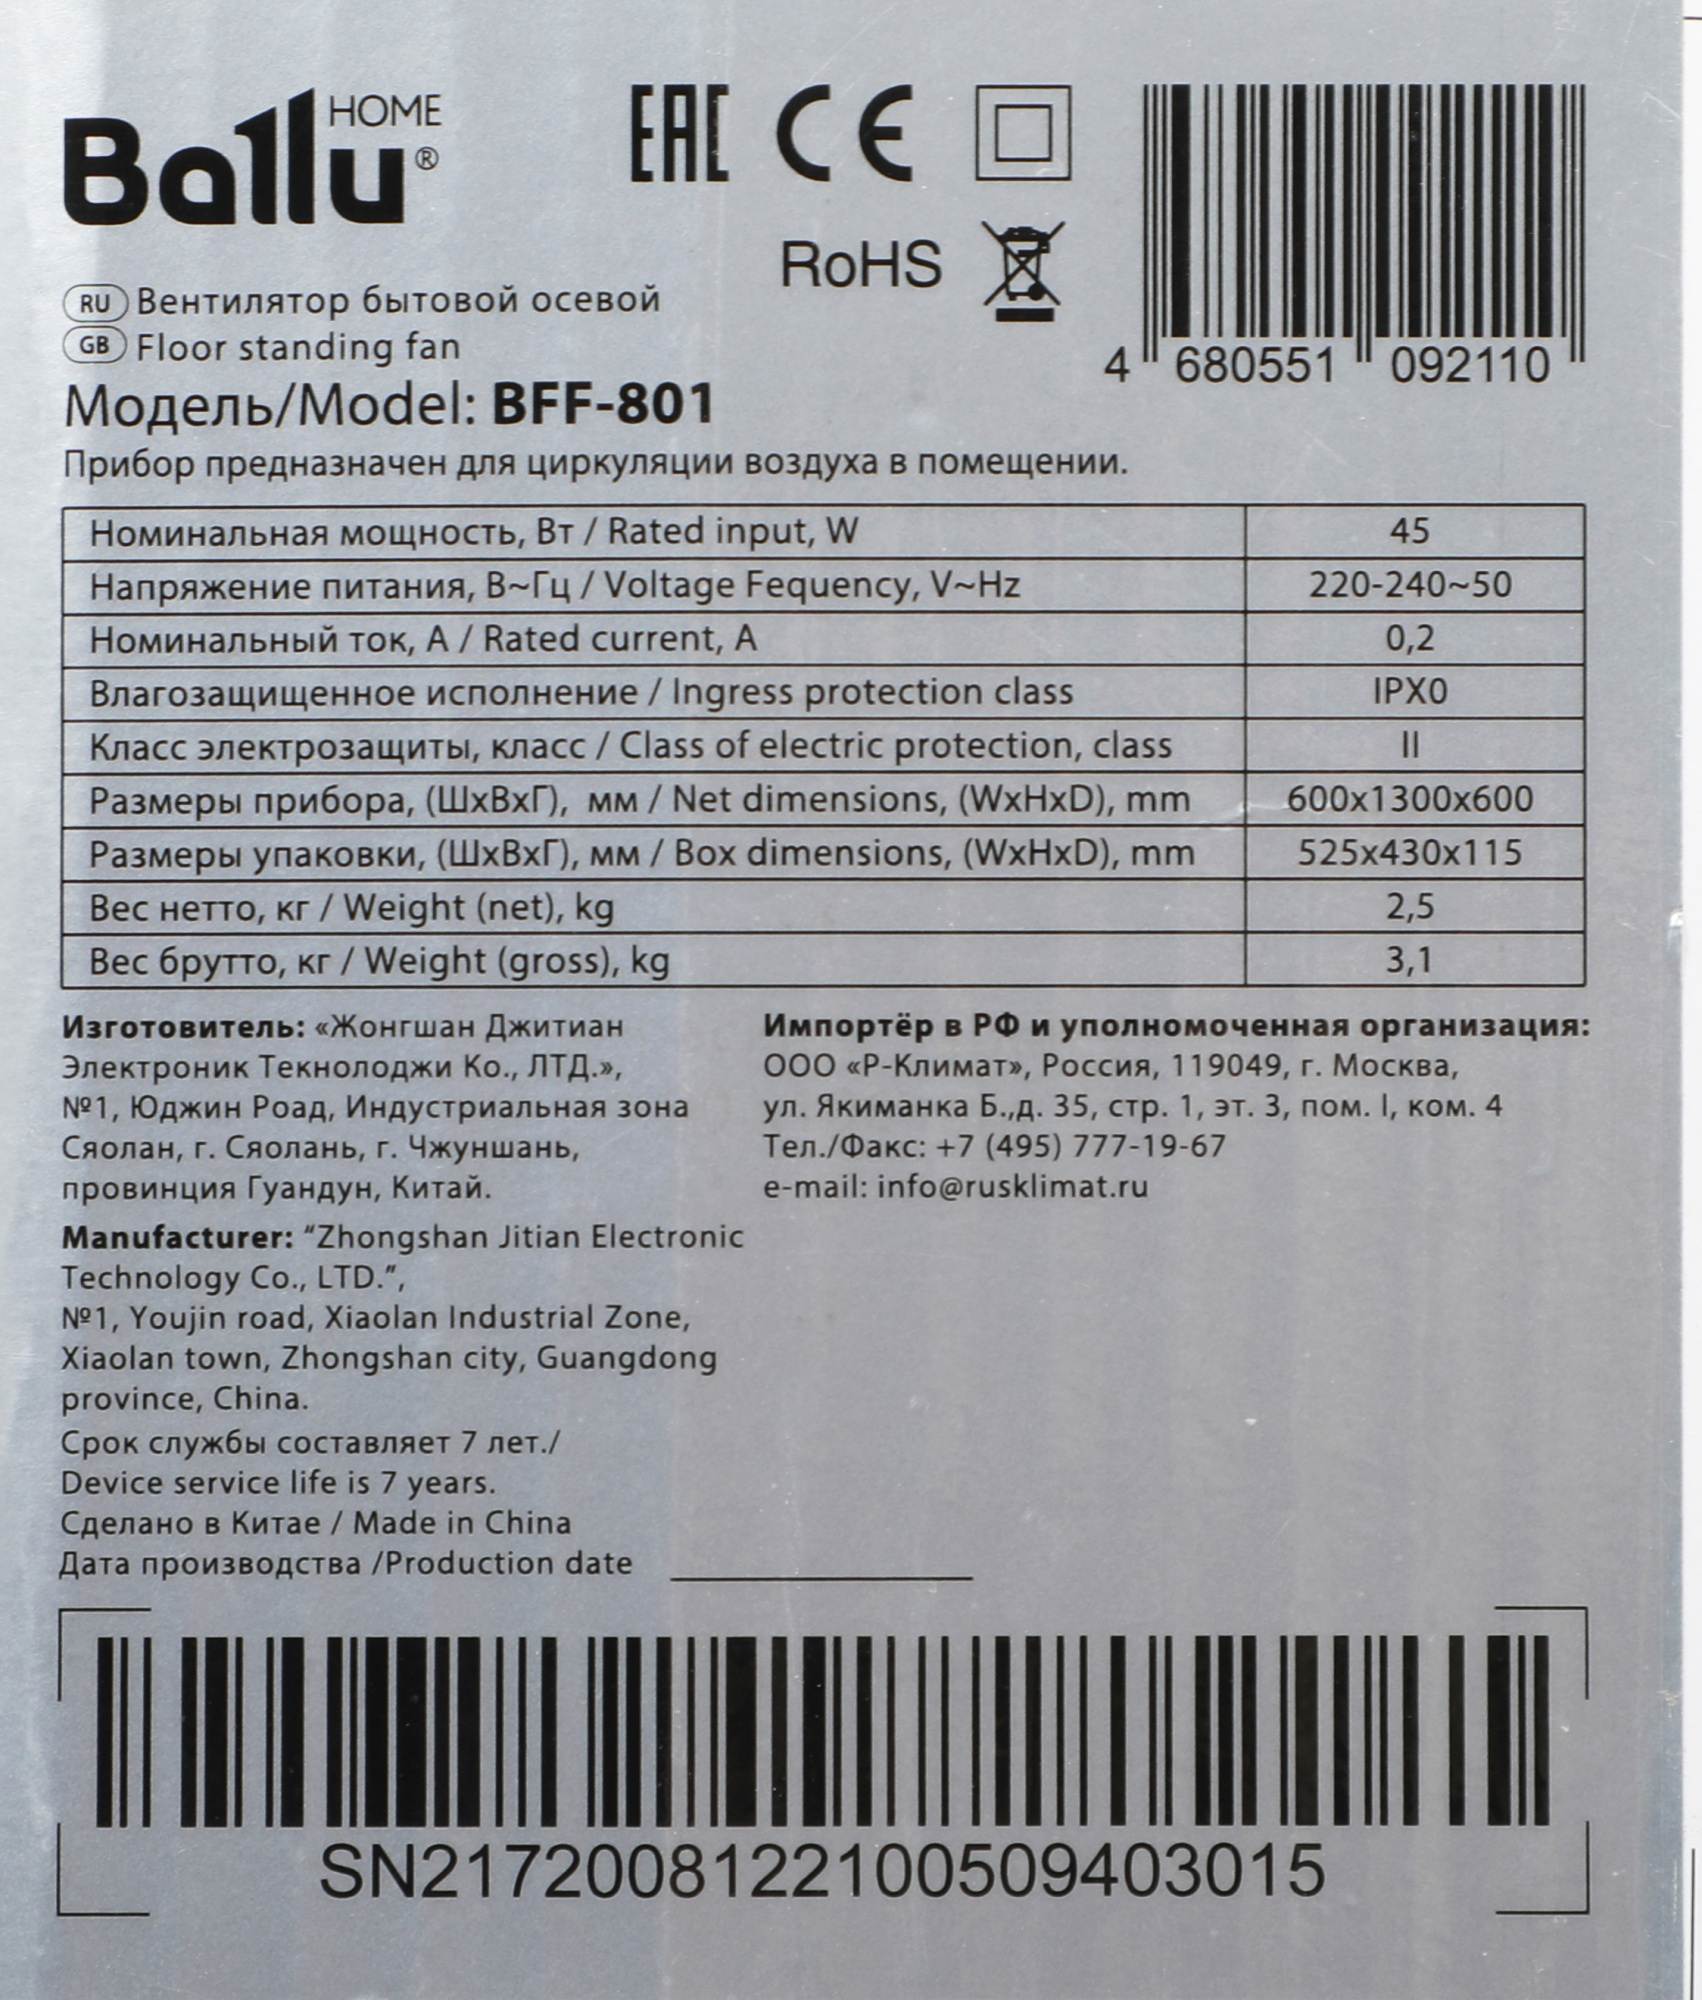 Ballu® HOME
EAC CE
RoHS
4 680551 092110
RU Вентилятор бытовой осевой
GB Floor standing fan
Модель/Model: BFF-801
Прибор предназначен для циркуляции воздуха в помещении.
Номинальная мощность, Вт / Rated input, W 45
Напряжение питания, В~Гц / Voltage Fequency, V~Hz 220-240~50
Номинальный ток, А / Rated current, A 0,2
Влагозащищенное исполнение / Ingress protection class IPX0
Класс электрозащиты, класс / Class of electric protection, class II
Размеры прибора, (ШхВхГ), мм / Net dimensions, (WxHxD), mm 600x1300x600
Размеры упаковки, (ШхВхГ), мм / Box dimensions, (WxHxD), mm 525x430x115
Вес нетто, кг / Weight (net), kg 2,5
Вес брутто, кг / Weight (gross), kg 3,1
Изготовитель: «Жонгшан Джитиан
Электроник Текнолоджи Ко., ЛТД.»,
№1, Юджин Роад, Индустриальная зона
Сяолан, г. Сяолань, г. Чжуншань,
провинция Гуандун, Китай.
Manufacturer: “Zhongshan Jitian Electronic
Technology Co., LTD.”,
№1, Youjin road, Xiaolan Industrial Zone,
Xiaolan town, Zhongshan city, Guangdong
province, China.
Срок службы составляет 7 лет./
Device service life is 7 years.
Сделано в Китае / Made in China
Дата производства /Production date
Импортёр в РФ и уполномоченная организация:
ООО «Р-Климат», Россия, 119049, г. Москва,
ул. Якиманка Б.,д. 35, стр. 1, эт. 3, пом. I, ком. 4
Тел./Факс: +7 (495) 777-19-67
e-mail: info@rusklimat.ru
SN2172008122100509403015